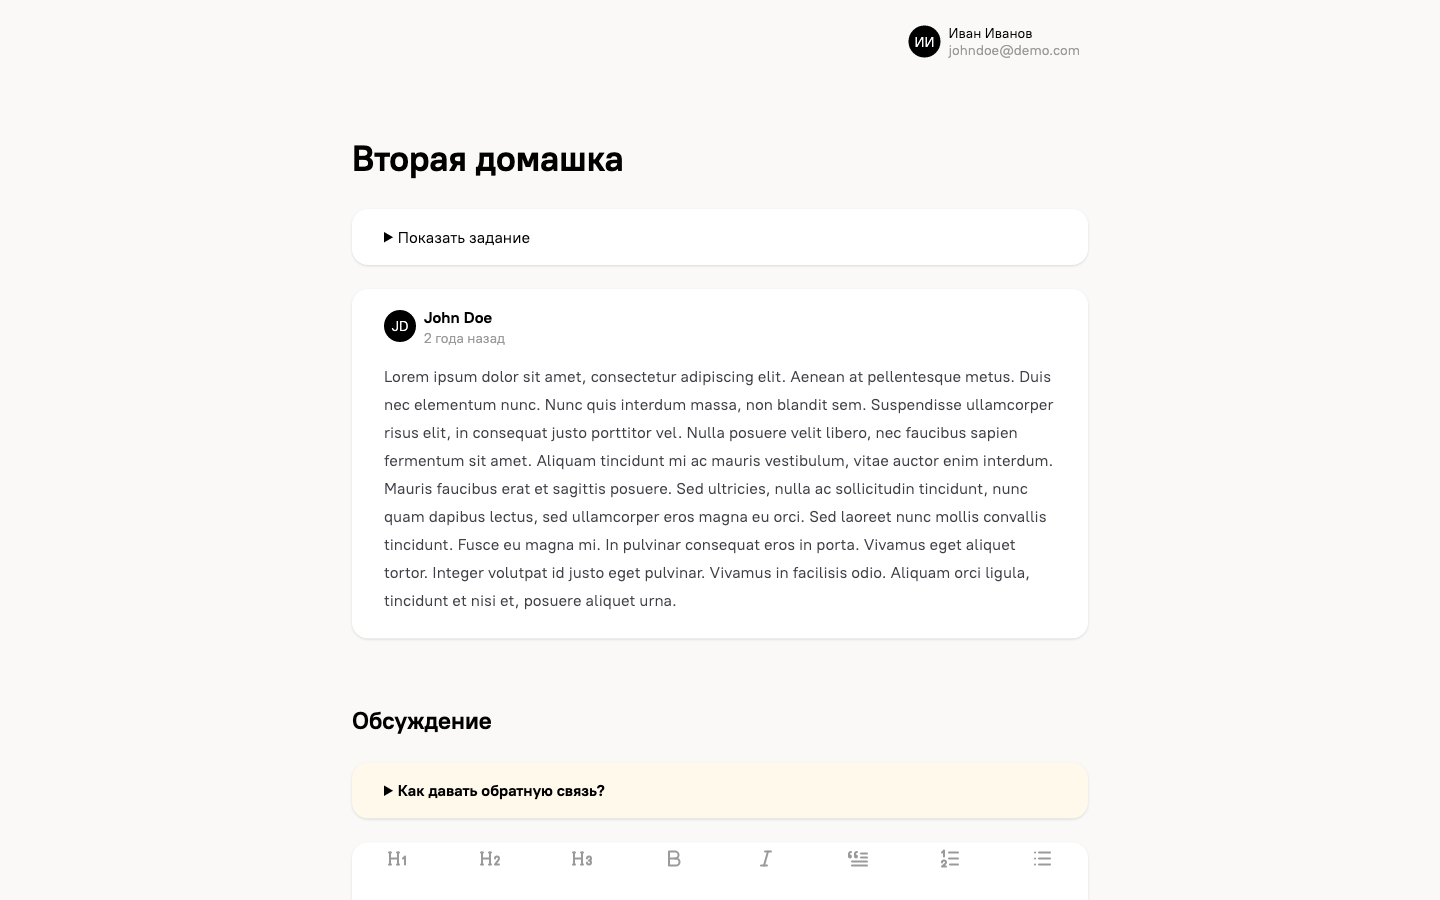 ИИ
Иван Иванов
johndoe@demo.com
Вторая домашка
Показать задание
JD
John Doe
2 года назад
Lorem ipsum dolor sit amet, consectetur adipiscing elit. Aenean at pellentesque metus. Duis
nec elementum nunc. Nunc quis interdum massa, non blandit sem. Suspendisse ullamcorper
risus elit, in consequat justo porttitor vel. Nulla posuere velit libero, nec faucibus sapien
fermentum sit amet. Aliquam tincidunt mi ac mauris vestibulum, vitae auctor enim interdum.
Mauris faucibus erat et sagittis posuere. Sed ultricies, nulla ac sollicitudin tincidunt, nunc
quam dapibus lectus, sed ullamcorper eros magna eu orci. Sed laoreet nunc mollis convallis
tincidunt. Fusce eu magna mi. In pulvinar consequat eros in porta. Vivamus eget aliquet
tortor. Integer volutpat id justo eget pulvinar. Vivamus in facilisis odio. Aliquam orci ligula,
tincidunt et nisi et, posuere aliquet urna.
Обсуждение
Как давать обратную связь?
H1 H2 H3 B I